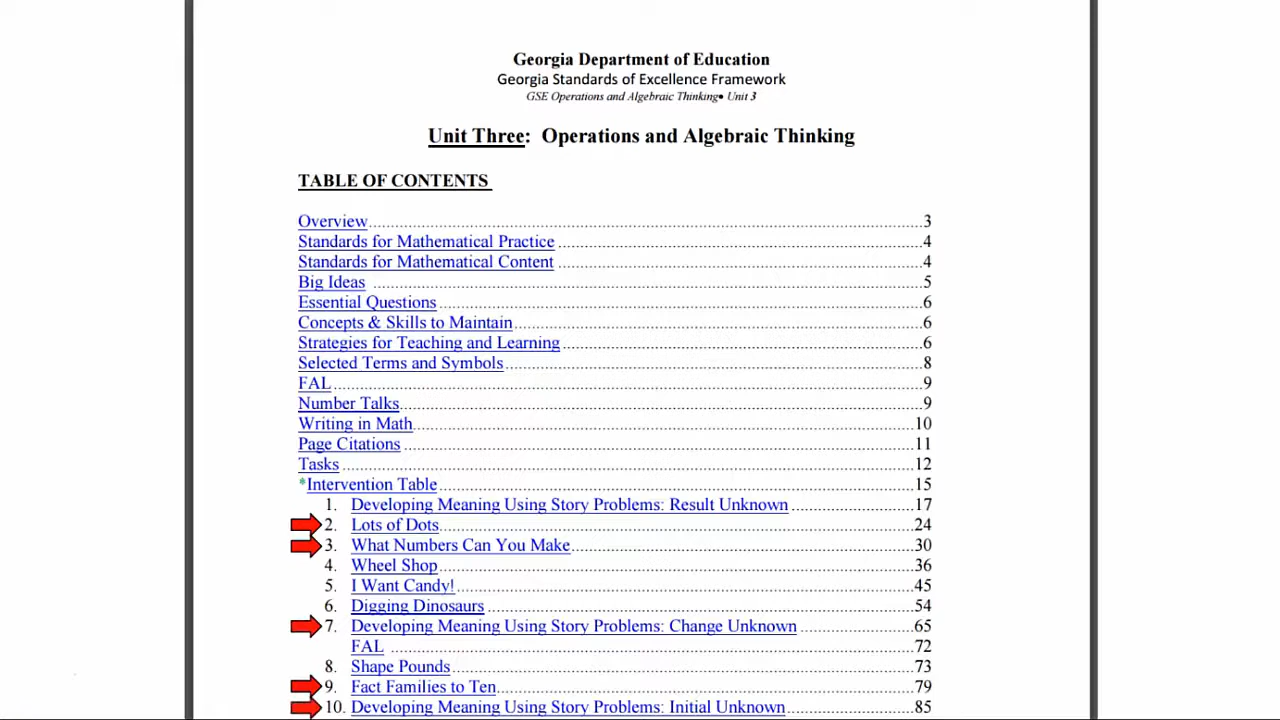 Georgia Department of Education
Georgia Standards of Excellence Framework
GSE Operations and Algebraic Thinking• Unit 3
Unit Three: Operations and Algebraic Thinking
TABLE OF CONTENTS
Overview 3
Standards for Mathematical Practice 4
Standards for Mathematical Content 4
Big Ideas 5
Essential Questions 6
Concepts & Skills to Maintain 6
Strategies for Teaching and Learning 6
Selected Terms and Symbols 8
FAL 9
Number Talks 9
Writing in Math 10
Page Citations 11
Tasks 12
*Intervention Table 15
1. Developing Meaning Using Story Problems: Result Unknown 17
2. Lots of Dots 24
3. What Numbers Can You Make 30
4. Wheel Shop 36
5. I Want Candy! 45
6. Digging Dinosaurs 54
7. Developing Meaning Using Story Problems: Change Unknown 65
FAL 72
8. Shape Pounds 73
9. Fact Families to Ten 79
10. Developing Meaning Using Story Problems: Initial Unknown 85